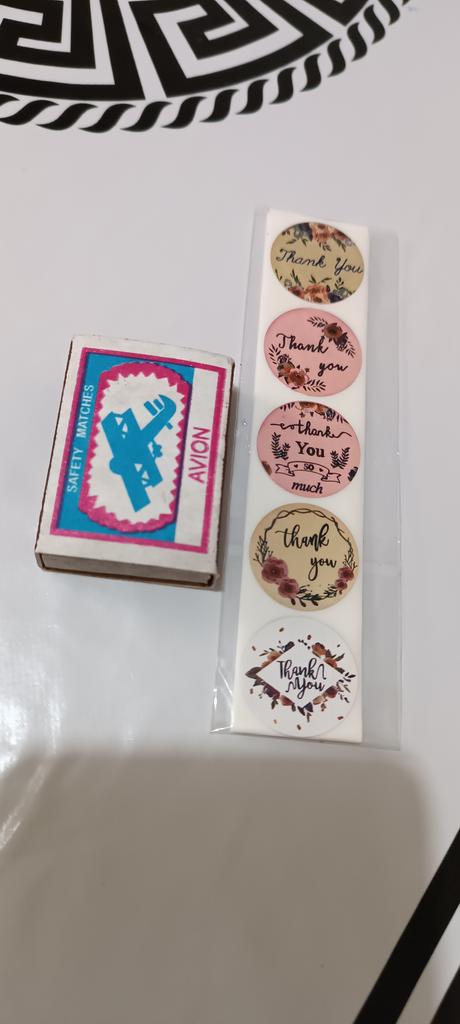 SAFETY MATCHES
AVION
Thank You
Thank
you
thank
You
so
much
thank
you
Thank
You